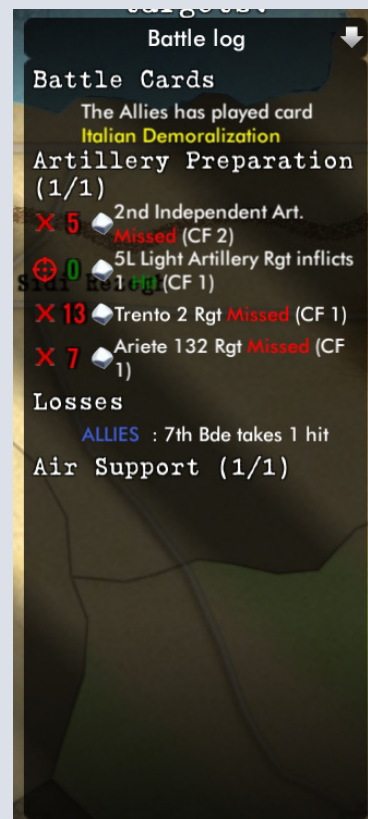 targets.
Battle log
Battle Cards
The Allies has played card
Italian Demoralization
Artillery Preparation
(1/1)
X 5 2nd Independent Art.
Missed (CF 2)
0 5L Light Artillery Rgt inflicts
1 Hit (CF 1)
X 13 Trento 2 Rgt Missed (CF 1)
X 7 Ariete 132 Rgt Missed (CF
1)
Losses
ALLIES : 7th Bde takes 1 hit
Air Support (1/1)